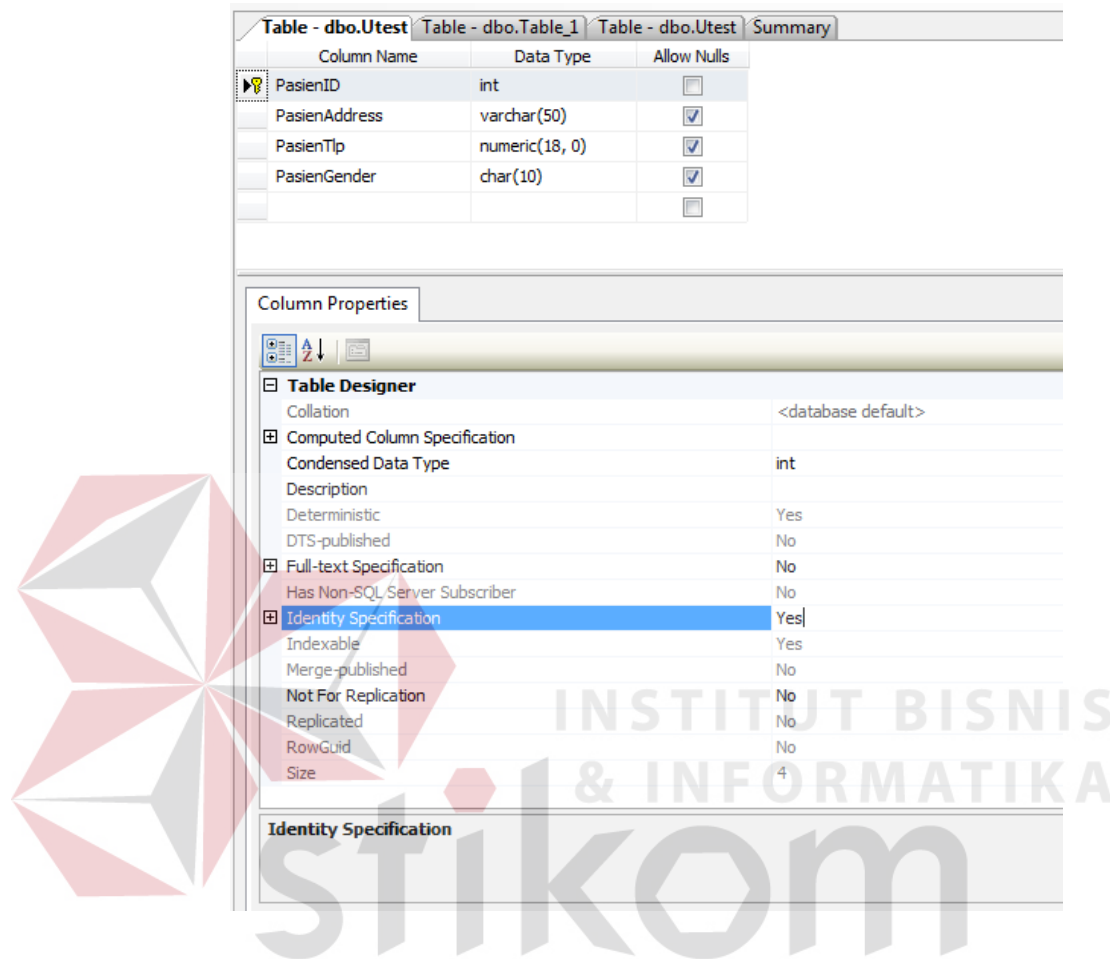 Table - dbo.Utest Table - dbo.Table_1 Table - dbo.Utest Summary
Column Name Data Type Allow Nulls
PasienID int
PasienAddress varchar(50)
PasienTlp numeric(18, 0)
PasienGender char(10)
Column Properties
Table Designer
Collation <database default>
Computed Column Specification
Condensed Data Type int
Description
Deterministic Yes
DTS-published No
Full-text Specification No
Has Non-SQL Server Subscriber No
Identity Specification Yes
Indexable Yes
Merge-published No
Not For Replication No
Replicated No
RowGuid No
Size 4
Identity Specification
INSTITUT BISNIS
& INFORMATIKA
stikom